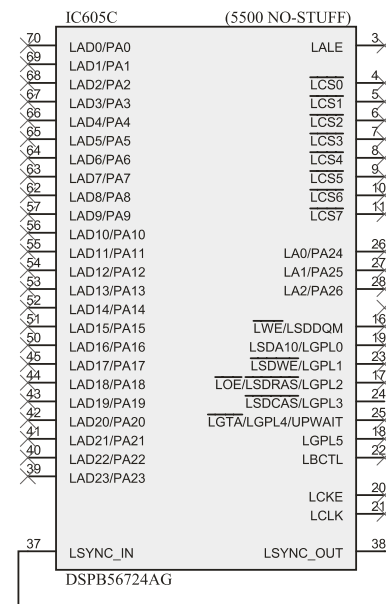 IC605C (5500 NO-STUFF)
70 LAD0/PA0 LALE 3
69 LAD1/PA1
68 LAD2/PA2 LCS0 4
67 LAD3/PA3 LCS1 5
66 LAD4/PA4 LCS2 6
65 LAD5/PA5 LCS3 7
64 LAD6/PA6 LCS4 8
63 LAD7/PA7 LCS5 9
62 LAD8/PA8 LCS6 10
57 LAD9/PA9 LCS7 11
56 LAD10/PA10
55 LAD11/PA11 LA0/PA24 26
54 LAD12/PA12 LA1/PA25 27
53 LAD13/PA13 LA2/PA26 28
52 LAD14/PA14
51 LAD15/PA15 LWE/LSDDQM 16
50 LAD16/PA16 LSDA10/LGPL0 19
45 LAD17/PA17 LSDWE/LGPL1 23
44 LAD18/PA18 LOE/LSDRAS/LGPL2 17
43 LAD19/PA19 LSDCAS/LGPL3 24
42 LAD20/PA20 LGTA/LGPL4/UPWAIT 25
41 LAD21/PA21 LGPL5 18
40 LAD22/PA22 LBCTL 22
39 LAD23/PA23
LCKE 20
LCLK 21
37 LSYNC_IN LSYNC_OUT 38
DSPB56724AG